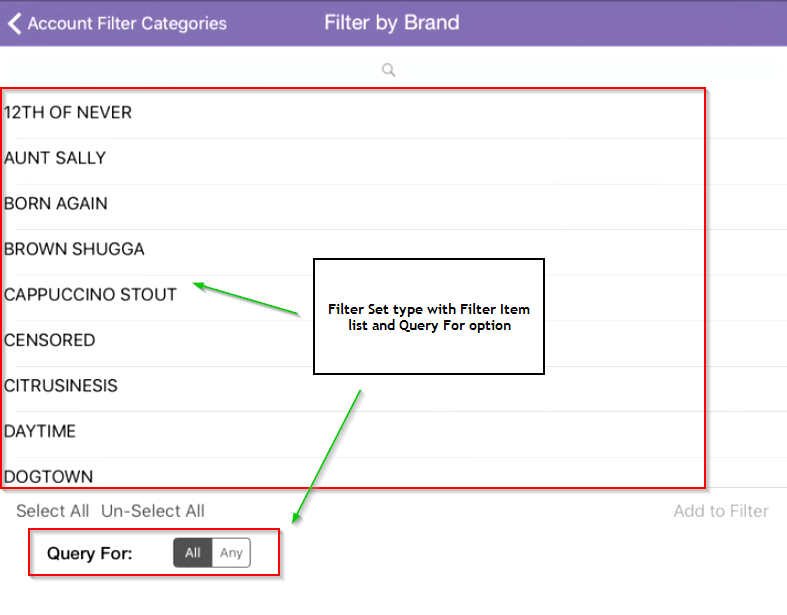 Account Filter Categories
Filter by Brand
12TH OF NEVER
AUNT SALLY
BORN AGAIN
BROWN SHUGGA
CAPPUCCINO STOUT
CENSORED
CITRUSINESIS
DAYTIME
DOGTOWN
Filter Set type with Filter Item
list and Query For option
Select All Un-Select All
Add to Filter
Query For:
All Any